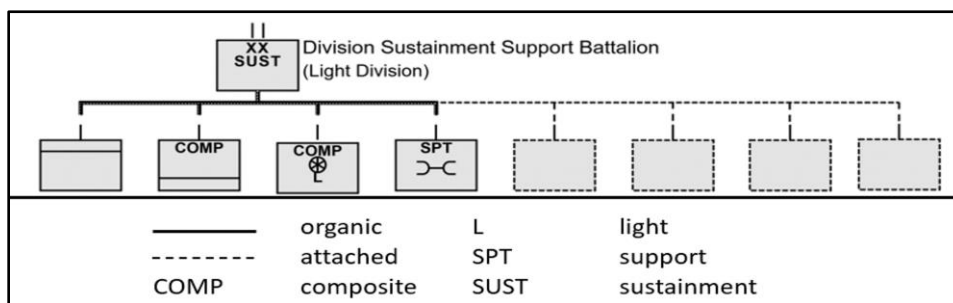 XX
SUST
Division Sustainment Support Battalion
(Light Division)
COMP
COMP
L
SPT
organic L light
attached SPT support
COMP composite SUST sustainment